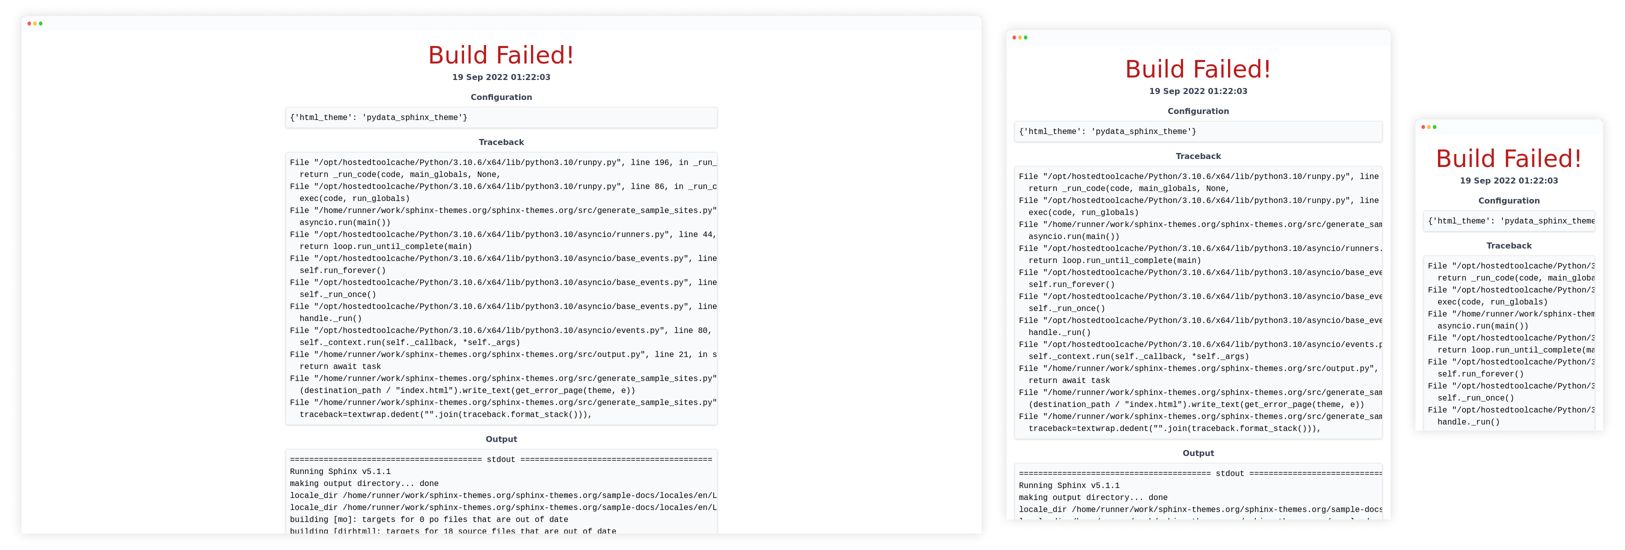 Build Failed!
19 Sep 2022 01:22:03
Configuration
{'html_theme': 'pydata_sphinx_theme'}
Traceback
File "/opt/hostedtoolcache/Python/3.10.6/x64/lib/python3.10/runpy.py", line 196, in _run_
  return _run_code(code, main_globals, None,
File "/opt/hostedtoolcache/Python/3.10.6/x64/lib/python3.10/runpy.py", line 86, in _run_c
  exec(code, run_globals)
File "/home/runner/work/sphinx-themes.org/sphinx-themes.org/src/generate_sample_sites.py"
  asyncio.run(main())
File "/opt/hostedtoolcache/Python/3.10.6/x64/lib/python3.10/asyncio/runners.py", line 44,
  return loop.run_until_complete(main)
File "/opt/hostedtoolcache/Python/3.10.6/x64/lib/python3.10/asyncio/base_events.py", line
  self.run_forever()
File "/opt/hostedtoolcache/Python/3.10.6/x64/lib/python3.10/asyncio/base_events.py", line
  self._run_once()
File "/opt/hostedtoolcache/Python/3.10.6/x64/lib/python3.10/asyncio/base_events.py", line
  handle._run()
File "/opt/hostedtoolcache/Python/3.10.6/x64/lib/python3.10/asyncio/events.py", line 80,
  self._context.run(self._callback, *self._args)
File "/home/runner/work/sphinx-themes.org/sphinx-themes.org/src/output.py", line 21, in s
  return await task
File "/home/runner/work/sphinx-themes.org/sphinx-themes.org/src/generate_sample_sites.py"
  (destination_path / "index.html").write_text(get_error_page(theme, e))
File "/home/runner/work/sphinx-themes.org/sphinx-themes.org/src/generate_sample_sites.py"
  traceback=textwrap.dedent("".join(traceback.format_stack())),
Output
======================================== stdout ========================================
Running Sphinx v5.1.1
making output directory... done
locale_dir /home/runner/work/sphinx-themes.org/sphinx-themes.org/sample-docs/locales/en/L
locale_dir /home/runner/work/sphinx-themes.org/sphinx-themes.org/sample-docs/locales/en/L
building [mo]: targets for 0 po files that are out of date
building [dirhtml]: targets for 18 source files that are out of date
Build Failed!
19 Sep 2022 01:22:03
Configuration
{'html_theme': 'pydata_sphinx_theme'}
Traceback
File "/opt/hostedtoolcache/Python/3.10.6/x64/lib/python3.10/runpy.py", line
  return _run_code(code, main_globals, None,
File "/opt/hostedtoolcache/Python/3.10.6/x64/lib/python3.10/runpy.py", line
  exec(code, run_globals)
File "/home/runner/work/sphinx-themes.org/sphinx-themes.org/src/generate_sam
  asyncio.run(main())
File "/opt/hostedtoolcache/Python/3.10.6/x64/lib/python3.10/asyncio/runners.
  return loop.run_until_complete(main)
File "/opt/hostedtoolcache/Python/3.10.6/x64/lib/python3.10/asyncio/base_eve
  self.run_forever()
File "/opt/hostedtoolcache/Python/3.10.6/x64/lib/python3.10/asyncio/base_eve
  self._run_once()
File "/opt/hostedtoolcache/Python/3.10.6/x64/lib/python3.10/asyncio/base_eve
  handle._run()
File "/opt/hostedtoolcache/Python/3.10.6/x64/lib/python3.10/asyncio/events.p
  self._context.run(self._callback, *self._args)
File "/home/runner/work/sphinx-themes.org/sphinx-themes.org/src/output.py",
  return await task
File "/home/runner/work/sphinx-themes.org/sphinx-themes.org/src/generate_sam
  (destination_path / "index.html").write_text(get_error_page(theme, e))
File "/home/runner/work/sphinx-themes.org/sphinx-themes.org/src/generate_sam
  traceback=textwrap.dedent("".join(traceback.format_stack())),
Output
======================================== stdout ============================
Running Sphinx v5.1.1
making output directory... done
locale_dir /home/runner/work/sphinx-themes.org/sphinx-themes.org/sample-docs
Build Failed!
19 Sep 2022 01:22:03
Configuration
{'html_theme': 'pydata_sphinx_theme
Traceback
File "/opt/hostedtoolcache/Python/3
  return _run_code(code, main_globa
File "/opt/hostedtoolcache/Python/3
  exec(code, run_globals)
File "/home/runner/work/sphinx-them
  asyncio.run(main())
File "/opt/hostedtoolcache/Python/3
  return loop.run_until_complete(ma
File "/opt/hostedtoolcache/Python/3
  self.run_forever()
File "/opt/hostedtoolcache/Python/3
  self._run_once()
File "/opt/hostedtoolcache/Python/3
  handle._run()